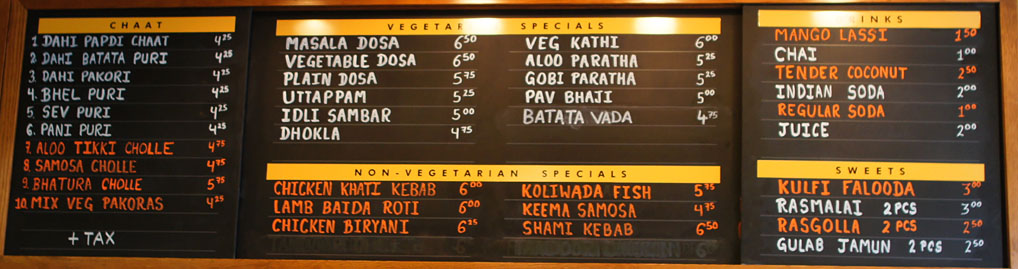 CHAAT
1. DAHI PAPDI CHAAT 4.25
2. DAHI BATATA PURI 4.25
3. DAHI PAKORI 4.25
4. BHEL PURI 4.25
5. SEV PURI 4.25
6. PANI PURI 4.25
7. ALOO TIKKI CHOLLE 4.75
8. SAMOSA CHOLLE 4.75
9. BHATURA CHOLLE 5.75
10. MIX VEG PAKORAS 4.25
+ TAX
VEGETAR SPECIALS
MASALA DOSA 6.50
VEGETABLE DOSA 6.50
PLAIN DOSA 5.75
UTTAPPAM 5.25
IDLI SAMBAR 5.00
DHOKLA 4.75
VEG KATHI 6.00
ALOO PARATHA 5.25
GOBI PARATHA 5.25
PAV BHAJI 5.00
BATATA VADA 4.75
NON-VEGETARIAN SPECIALS
CHICKEN KHATI KEBAB 6.00
LAMB BAIDA ROTI 6.00
CHICKEN BIRYANI 6.25
KOLIWADA FISH 5.75
KEEMA SAMOSA 4.75
SHAMI KEBAB 6.50
INKS
MANGO LASSI 1.50
CHAI 1.00
TENDER COCONUT 2.50
INDIAN SODA 2.00
REGULAR SODA 1.00
JUICE 2.00
SWEETS
KULFI FALOODA 3.00
RASMALAI 2 PCS 3.00
RASGOLLA 2 PCS 2.50
GULAB JAMUN 2 PCS 2.50